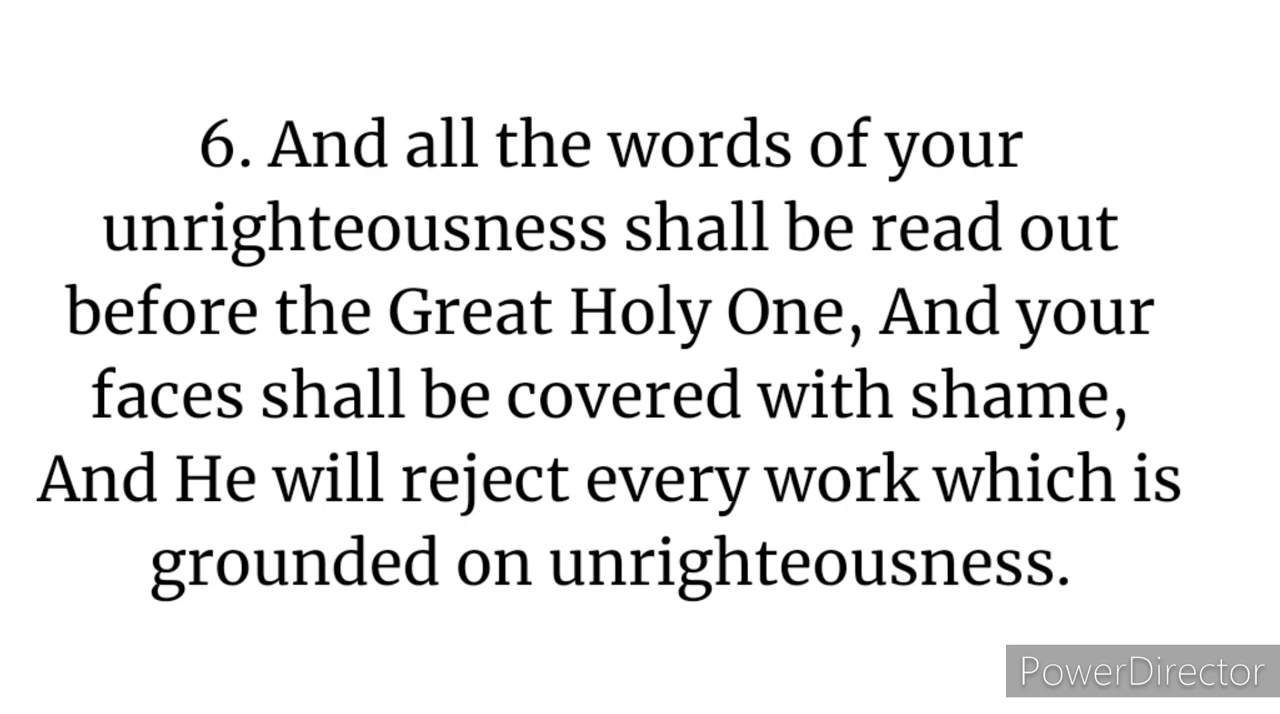 6. And all the words of your
unrighteousness shall be read out
before the Great Holy One, And your
faces shall be covered with shame,
And He will reject every work which is
grounded on unrighteousness.
PowerDirector